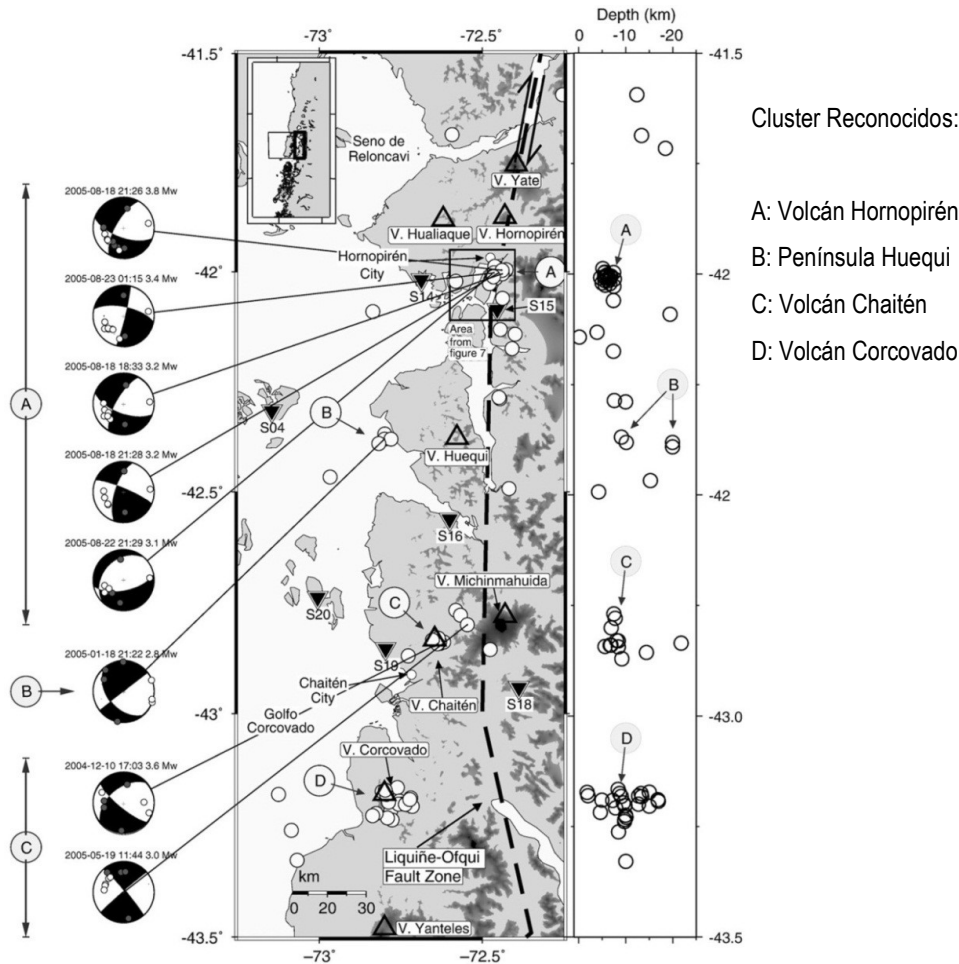 Depth (km)
-73
-72.5
0
-10
-20
-41.5
-41.5
Seno de
Reloncavi
Cluster Reconocidos:
V. Yate
2005-08-18 21:26 3.8 Mw
V. Hualiaque
V. Hornopirén
A: Volcán Hornopirén
A
Hornopirén
City
B: Península Huequi
2005-08-23 01:15 3.4 Mw
-42
A
-42
S14
S15
C: Volcán Chaitén
Area
from
figure 7
D: Volcán Corcovado
2005-08-18 18:33 3.2 Mw
A
B
S04
B
V. Huequi
2005-08-18 21:28 3.2 Mw
-42.5
-42
S16
2005-08-22 21:29 3.1 Mw
C
V. Michinmahuida
S20
C
2005-01-18 21:22 2.8 Mw
S19
Chaitén
City
V. Chaitén
S18
B
Golfo
Corcovado
-43
-43.0
V. Corcovado
D
2004-12-10 17:03 3.6 Mw
D
C
2005-05-19 11:44 3.0 Mw
Liquiñe-Ofqui
Fault Zone
km
0 10 20 30
V. Yanteles
-43.5
-43.5
-73
-72.5